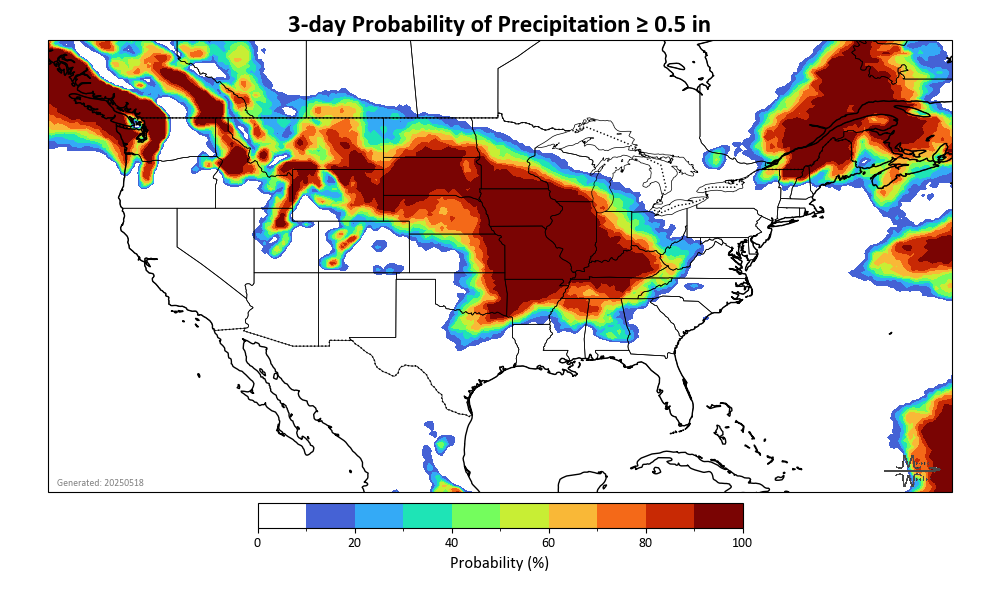 3-day Probability of Precipitation ≥ 0.5 in
Generated: 20250518
0 20 40 60 80 100
Probability (%)